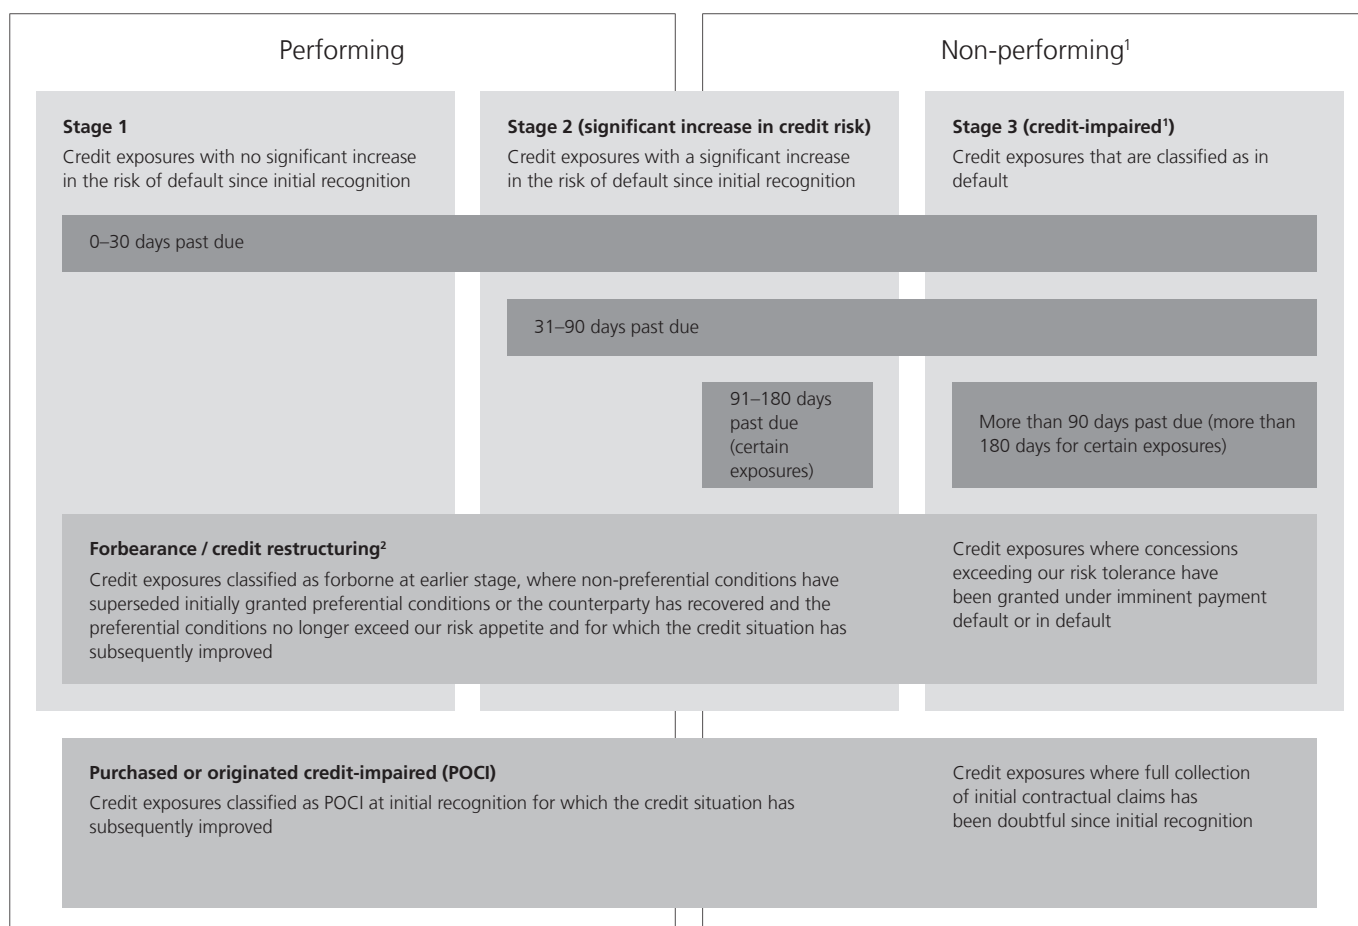 Performing
Non-performing¹
Stage 1
Credit exposures with no significant increase
in the risk of default since initial recognition
Stage 2 (significant increase in credit risk)
Credit exposures with a significant increase
in the risk of default since initial recognition
Stage 3 (credit-impaired¹)
Credit exposures that are classified as in
default
0–30 days past due
31–90 days past due
91–180 days
past due
(certain
exposures)
More than 90 days past due (more than
180 days for certain exposures)
Forbearance / credit restructuring²
Credit exposures classified as forborne at earlier stage, where non-preferential conditions have
superseded initially granted preferential conditions or the counterparty has recovered and the
preferential conditions no longer exceed our risk appetite and for which the credit situation has
subsequently improved
Credit exposures where concessions
exceeding our risk tolerance have
been granted under imminent payment
default or in default
Purchased or originated credit-impaired (POCI)
Credit exposures classified as POCI at initial recognition for which the credit situation has
subsequently improved
Credit exposures where full collection
of initial contractual claims has
been doubtful since initial recognition